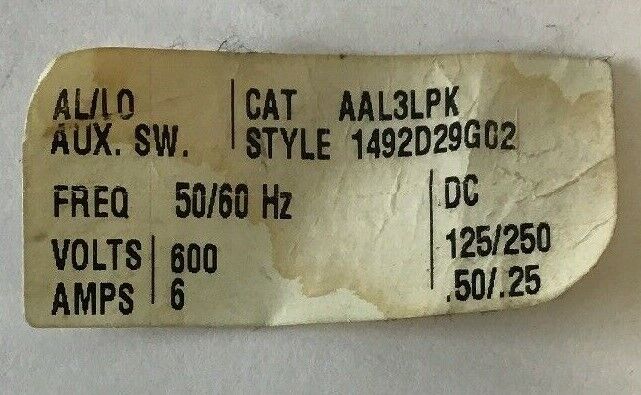 AL/LO CAT AAL3LPK
AUX. SW. STYLE 1492D29G02
FREQ 50/60 Hz DC
VOLTS 600 125/250
AMPS 6 .50/.25